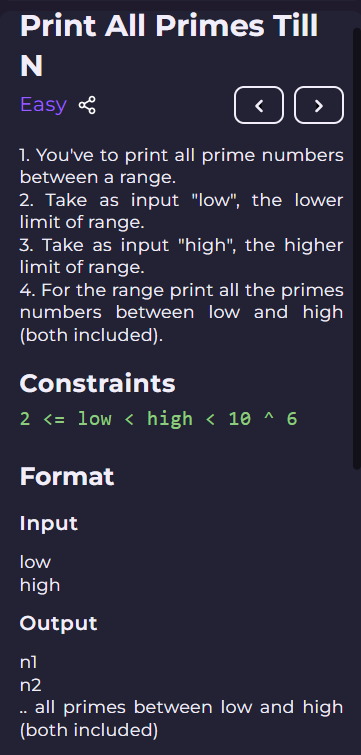 Print All Primes Till
N
Easy
1. You've to print all prime numbers
between a range.
2. Take as input "low", the lower
limit of range.
3. Take as input "high", the higher
limit of range.
4. For the range print all the primes
numbers between low and high
(both included).
Constraints
2 <= low < high < 10 ^ 6
Format
Input
low
high
Output
n1
n2
.. all primes between low and high
(both included)